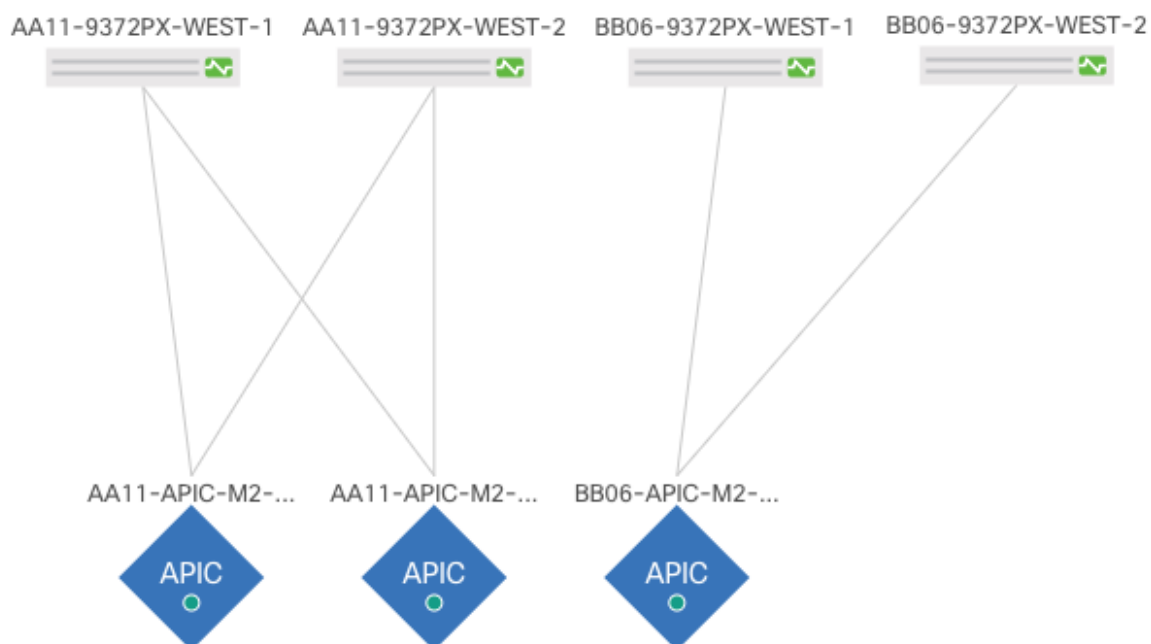 AA11-9372PX-WEST-1
AA11-9372PX-WEST-2
BB06-9372PX-WEST-1
BB06-9372PX-WEST-2
AA11-APIC-M2-...
AA11-APIC-M2-...
BB06-APIC-M2-...
APIC
APIC
APIC